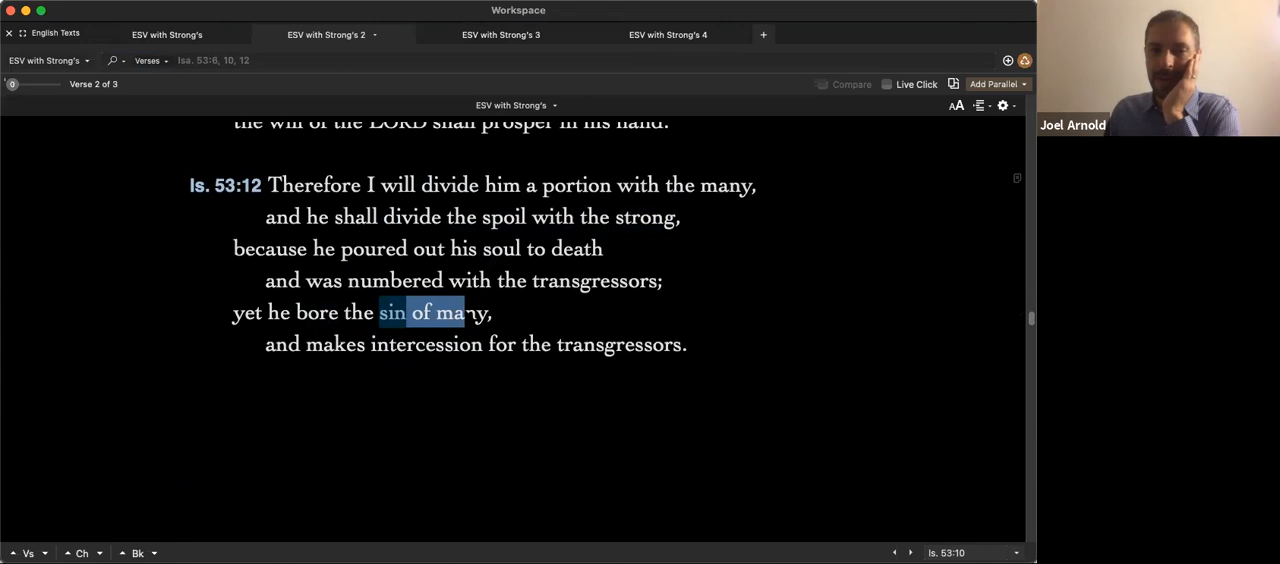 Workspace
English Texts
ESV with Strong's
ESV with Strong's 2
ESV with Strong's 3
ESV with Strong's 4
+
ESV with Strong's
Verses
Isa. 53:6, 10, 12
0
Verse 2 of 3
Compare
Live Click
Add Parallel
ESV with Strong's
AA
the will of the LORD shall prosper in his hand.
Is. 53:12 Therefore I will divide him a portion with the many,
and he shall divide the spoil with the strong,
because he poured out his soul to death
and was numbered with the transgressors;
yet he bore the sin of many,
and makes intercession for the transgressors.
Vs
Ch
Bk
Is. 53:10
Joel Arnold